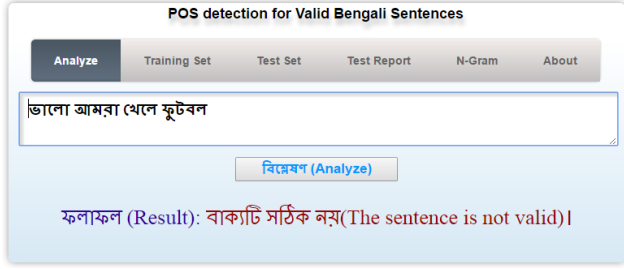 POS detection for Valid Bengali Sentences
Analyze Training Set Test Set Test Report N-Gram About
ভালো আমরা খেলে ফুটবল
বিশ্লেষণ (Analyze)
ফলাফল (Result): বাক্যটি সঠিক নয়(The sentence is not valid)।